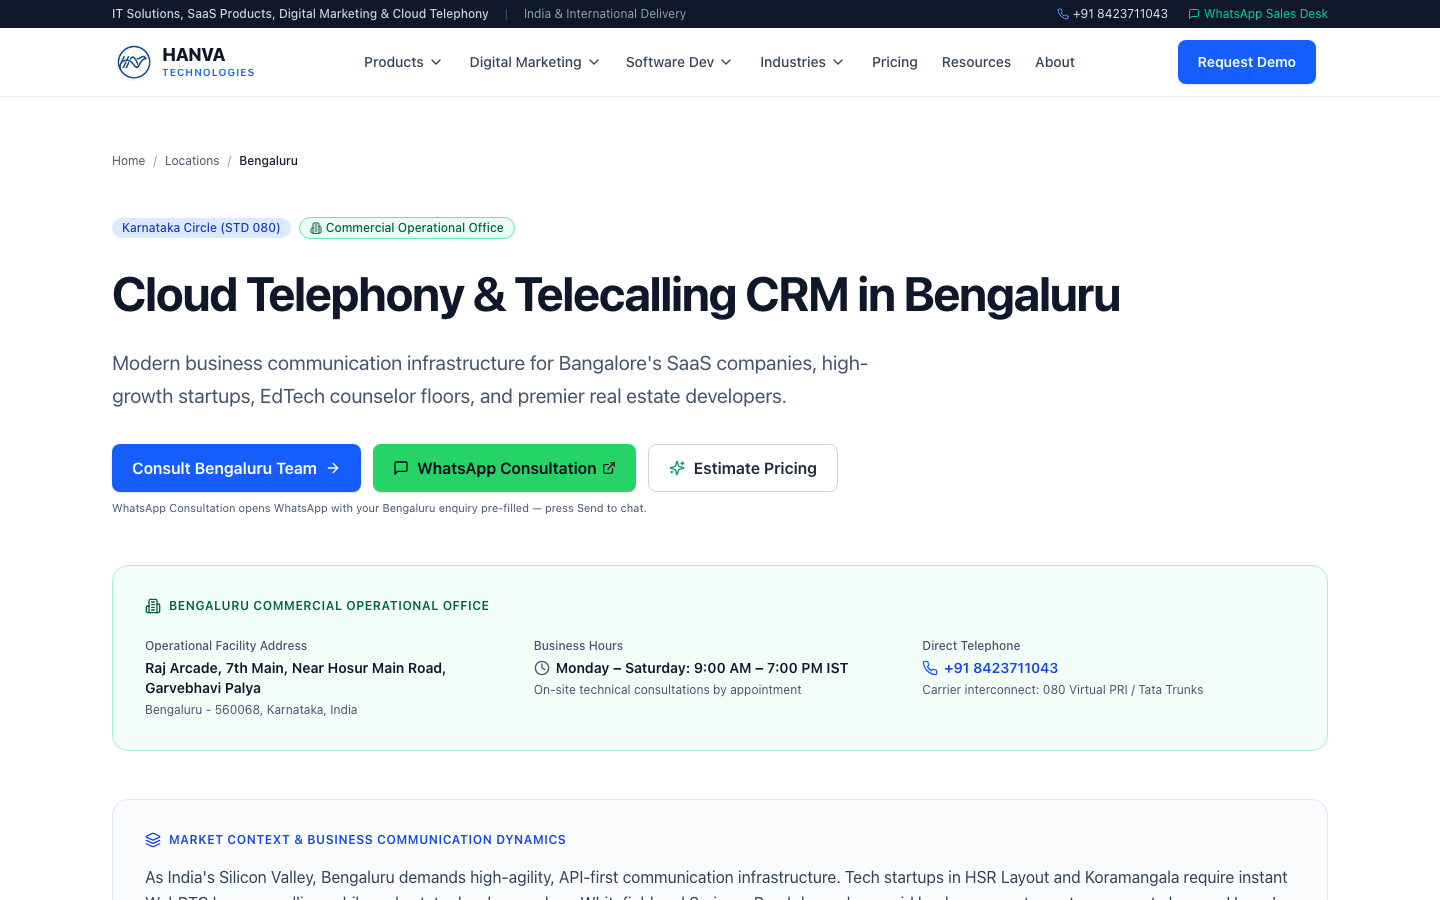 IT Solutions, SaaS Products, Digital Marketing & Cloud Telephony | India & International Delivery +91 8423711043 WhatsApp Sales Desk
HANVA
TECHNOLOGIES
Products Digital Marketing Software Dev Industries Pricing Resources About Request Demo
Home / Locations / Bengaluru
Karnataka Circle (STD 080) Commercial Operational Office
Cloud Telephony & Telecalling CRM in Bengaluru
Modern business communication infrastructure for Bangalore's SaaS companies, high-
growth startups, EdTech counselor floors, and premier real estate developers.
Consult Bengaluru Team WhatsApp Consultation Estimate Pricing
WhatsApp Consultation opens WhatsApp with your Bengaluru enquiry pre-filled — press Send to chat.
BENGALURU COMMERCIAL OPERATIONAL OFFICE
Operational Facility Address
Raj Arcade, 7th Main, Near Hosur Main Road,
Garvebhavi Palya
Bengaluru - 560068, Karnataka, India
Business Hours
Monday – Saturday: 9:00 AM – 7:00 PM IST
On-site technical consultations by appointment
Direct Telephone
+91 8423711043
Carrier interconnect: 080 Virtual PRI / Tata Trunks
MARKET CONTEXT & BUSINESS COMMUNICATION DYNAMICS
As India's Silicon Valley, Bengaluru demands high-agility, API-first communication infrastructure. Tech startups in HSR Layout and Koramangala require instant